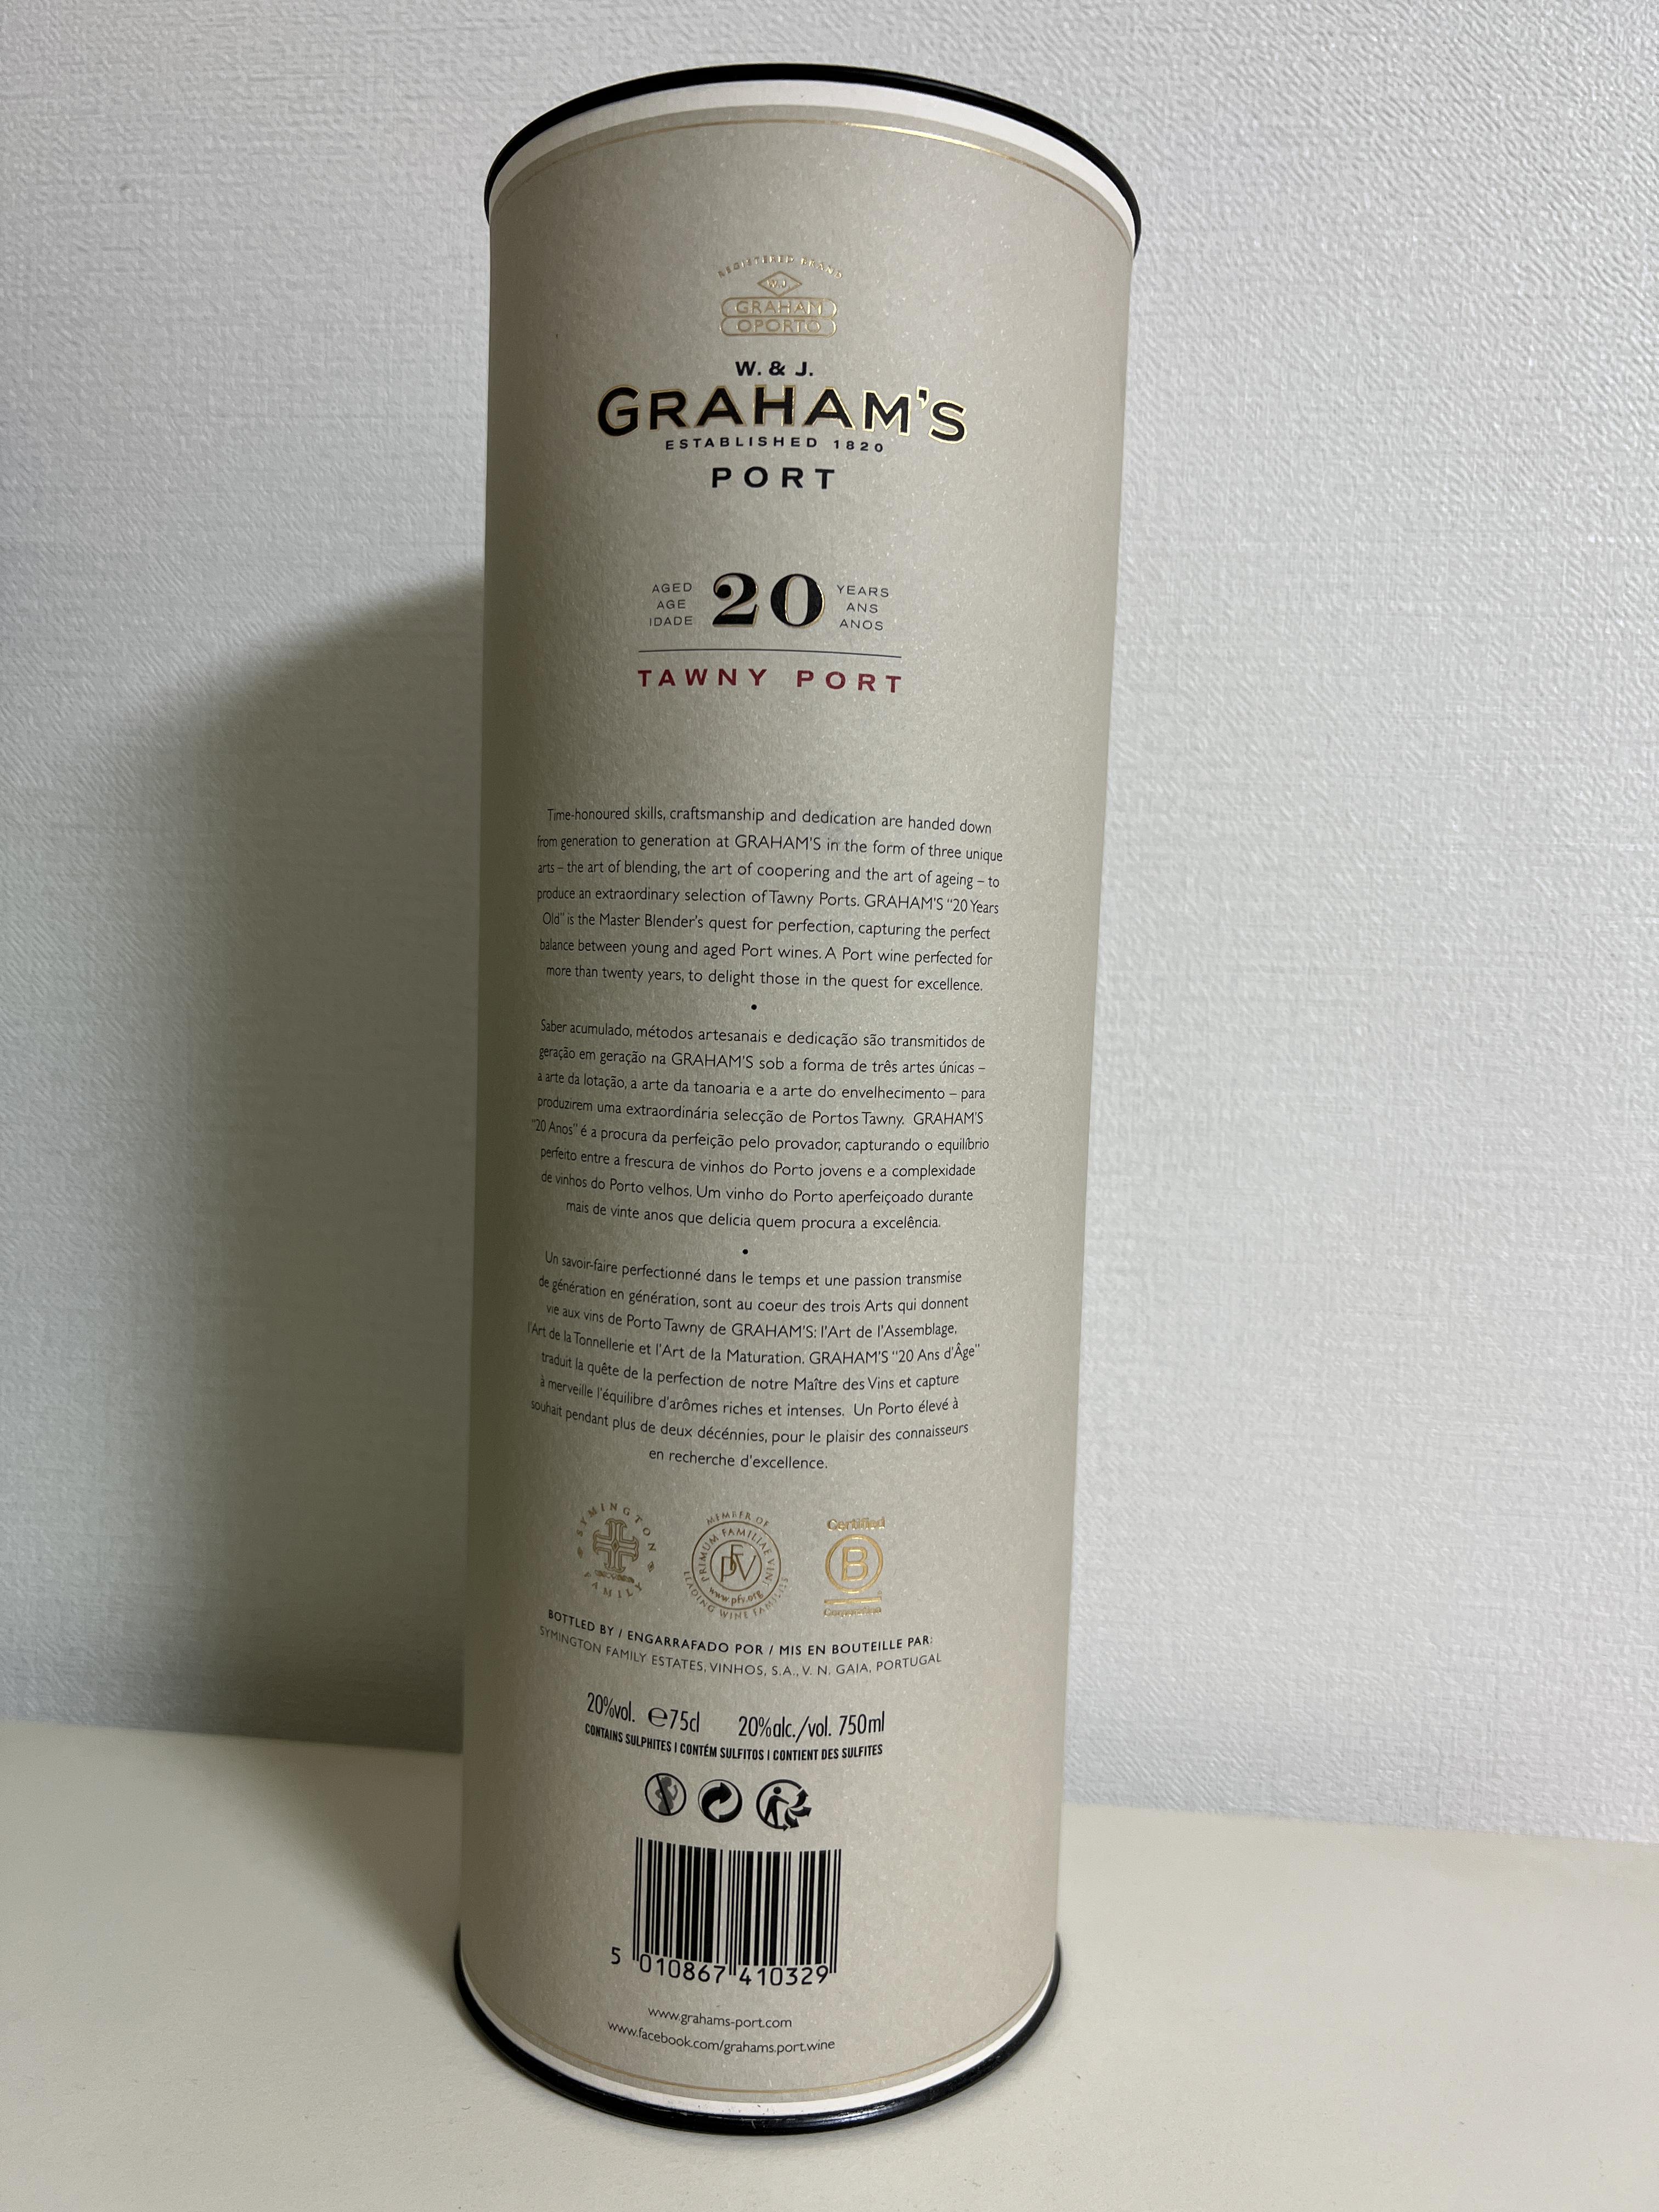 REGISTERED BRAND
W.J.
GRAHAM
OPORTO
W. & J.
GRAHAM'S
ESTABLISHED 1820
PORT
AGED 20 YEARS
AGE ANS
IDADE ANOS
TAWNY PORT
Time-honoured skills, craftsmanship and dedication are handed down
from generation to generation at GRAHAM'S in the form of three unique
arts – the art of blending, the art of coopering and the art of ageing – to
produce an extraordinary selection of Tawny Ports. GRAHAM'S "20 Years
Old" is the Master Blender's quest for perfection, capturing the perfect
balance between young and aged Port wines. A Port wine perfected for
more than twenty years, to delight those in the quest for excellence.
•
Saber acumulado, métodos artesanais e dedicação são transmitidos de
geração em geração na GRAHAM'S sob a forma de três artes únicas –
a arte da lotação, a arte da tanoaria e a arte do envelhecimento – para
produzirem uma extraordinária selecção de Portos Tawny. GRAHAM'S
"20 Anos" é a procura da perfeição pelo provador, capturando o equilíbrio
perfeito entre a frescura de vinhos do Porto jovens e a complexidade
de vinhos do Porto velhos. Um vinho do Porto aperfeiçoado durante
mais de vinte anos que delicia quem procura a excelência.
•
Un savoir-faire perfectionné dans le temps et une passion transmise
de génération en génération, sont au coeur des trois Arts qui donnent
vie aux vins de Porto Tawny de GRAHAM'S: l'Art de l'Assemblage,
l'Art de la Tonnellerie et l'Art de la Maturation. GRAHAM'S "20 Ans d'Âge"
traduit la quête de la perfection de notre Maître des Vins et capture
à merveille l'équilibre d'arômes riches et intenses. Un Porto élevé à
souhait pendant plus de deux décénnies, pour le plaisir des connaisseurs
en recherche d'excellence.
SYMINGTON FAMILY
MEMBER OF
PRIMUM FAMILIAE VINI
PFV
www.pfv.org
LEADING WINE FAMILIES
Certified
B
Corporation
BOTTLED BY / ENGARRAFADO POR / MIS EN BOUTEILLE PAR:
SYMINGTON FAMILY ESTATES, VINHOS, S.A., V. N. GAIA, PORTUGAL
20%vol. ℮75cl 20%alc./vol. 750ml
CONTAINS SULPHITES | CONTÉM SULFITOS | CONTIENT DES SULFITES
5 010867 410329
www.grahams-port.com
www.facebook.com/grahams.port.wine